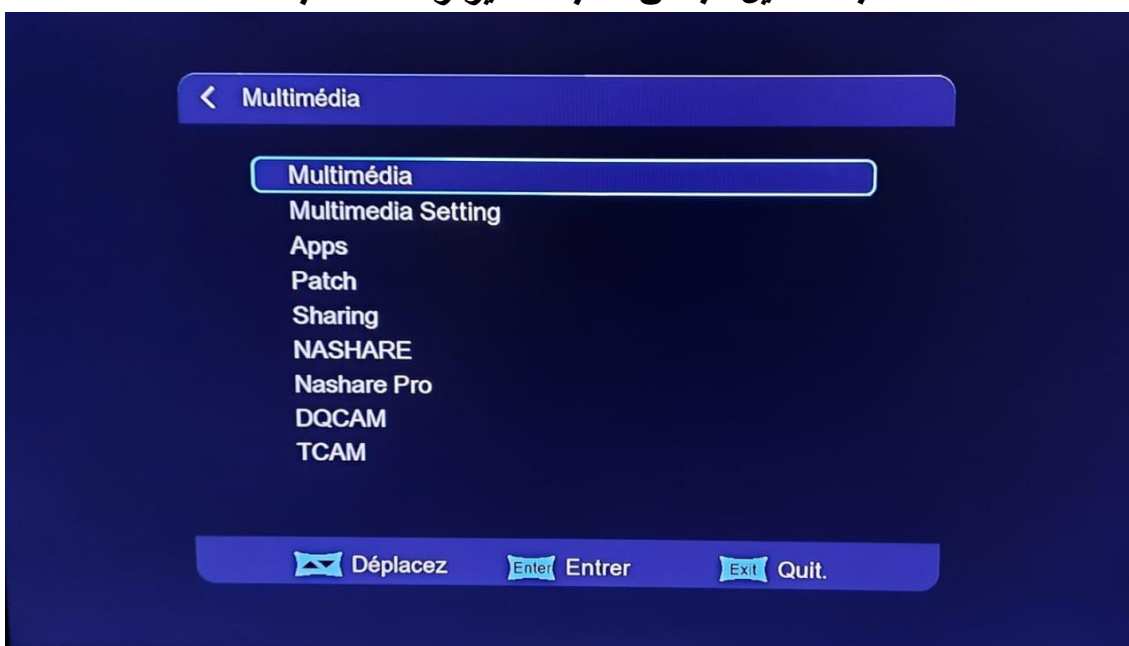 Multimédia
Multimédia
Multimedia Setting
Apps
Patch
Sharing
NASHARE
Nashare Pro
DQCAM
TCAM
Déplacez Enter Entrer Exit Quit.